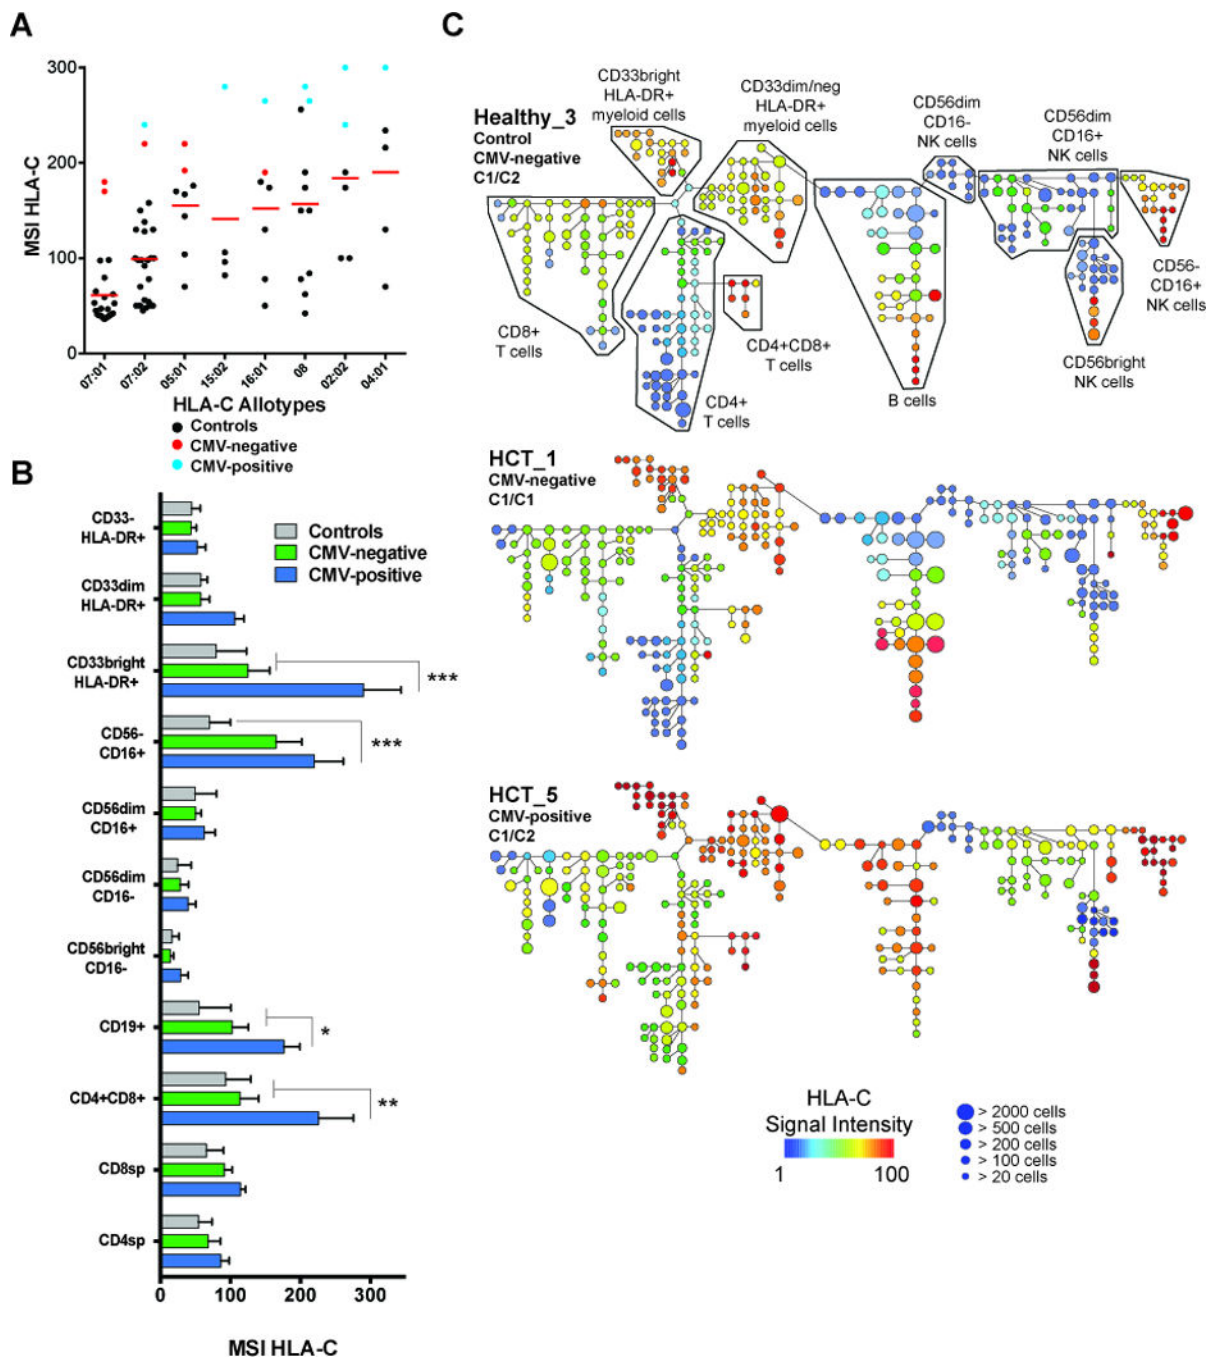 A
MSI HLA-C
300
200
100
0
07:01
07:02
05:01
15:02
16:01
08
02:02
04:01
HLA-C Allotypes
Controls
CMV-negative
CMV-positive
B
CD33-
HLA-DR+
CD33dim
HLA-DR+
CD33bright
HLA-DR+
CD56-
CD16+
CD56dim
CD16+
CD56dim
CD16-
CD56bright
CD16-
CD19+
CD4+CD8+
CD8sp
CD4sp
Controls
CMV-negative
CMV-positive
***
***
*
**
0
100
200
300
MSI HLA-C
C
Healthy_3
Control
CMV-negative
C1/C2
CD33bright
HLA-DR+
myeloid cells
CD33dim/neg
HLA-DR+
myeloid cells
CD56dim
CD16-
NK cells
CD56dim
CD16+
NK cells
CD8+
T cells
CD4+
T cells
CD4+CD8+
T cells
B cells
CD56bright
NK cells
CD56-
CD16+
NK cells
HCT_1
CMV-negative
C1/C1
HCT_5
CMV-positive
C1/C2
HLA-C
Signal Intensity
1
100
> 2000 cells
> 500 cells
> 200 cells
> 100 cells
> 20 cells